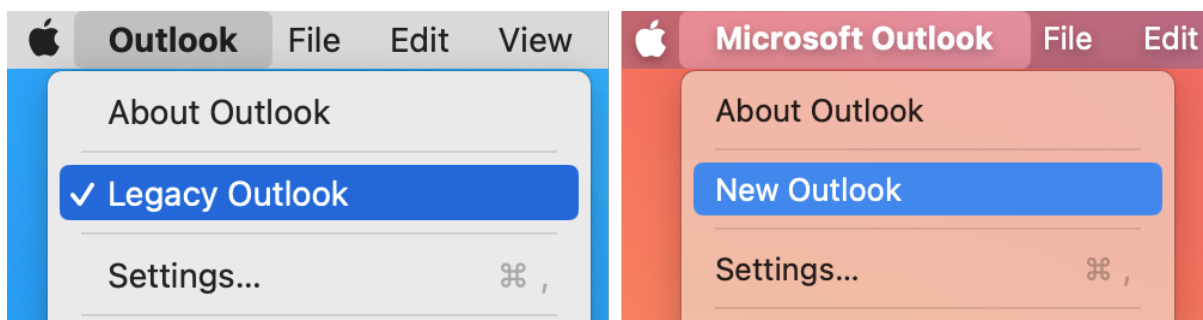 Outlook File Edit View
About Outlook
✓ Legacy Outlook
Settings... ⌘ ,
Microsoft Outlook File Edit
About Outlook
New Outlook
Settings... ⌘ ,